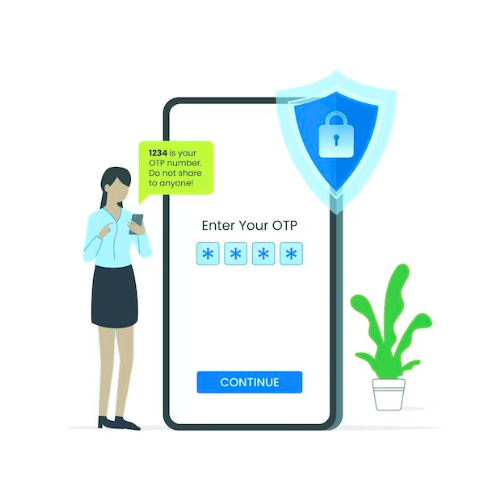 1234 is your
OTP number.
Do not share
to anyone!
Enter Your OTP
* * * *
CONTINUE